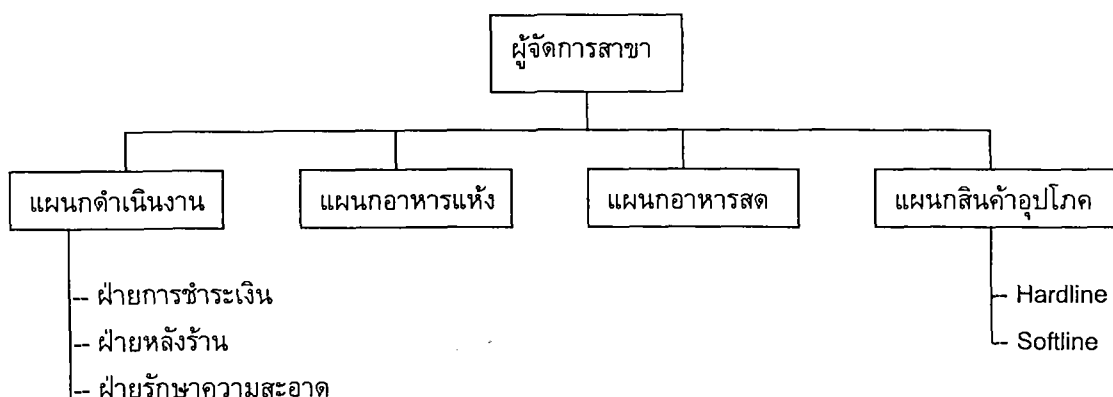 ผู้จัดการสาขา
แผนกดำเนินงาน
แผนกอาหารแห้ง
แผนกอาหารสด
แผนกสินค้าอุปโภค
-- ฝ่ายการชำระเงิน
-- ฝ่ายหลังร้าน
-- ฝ่ายรักษาความสะอาด
-- Hardline
-- Softline